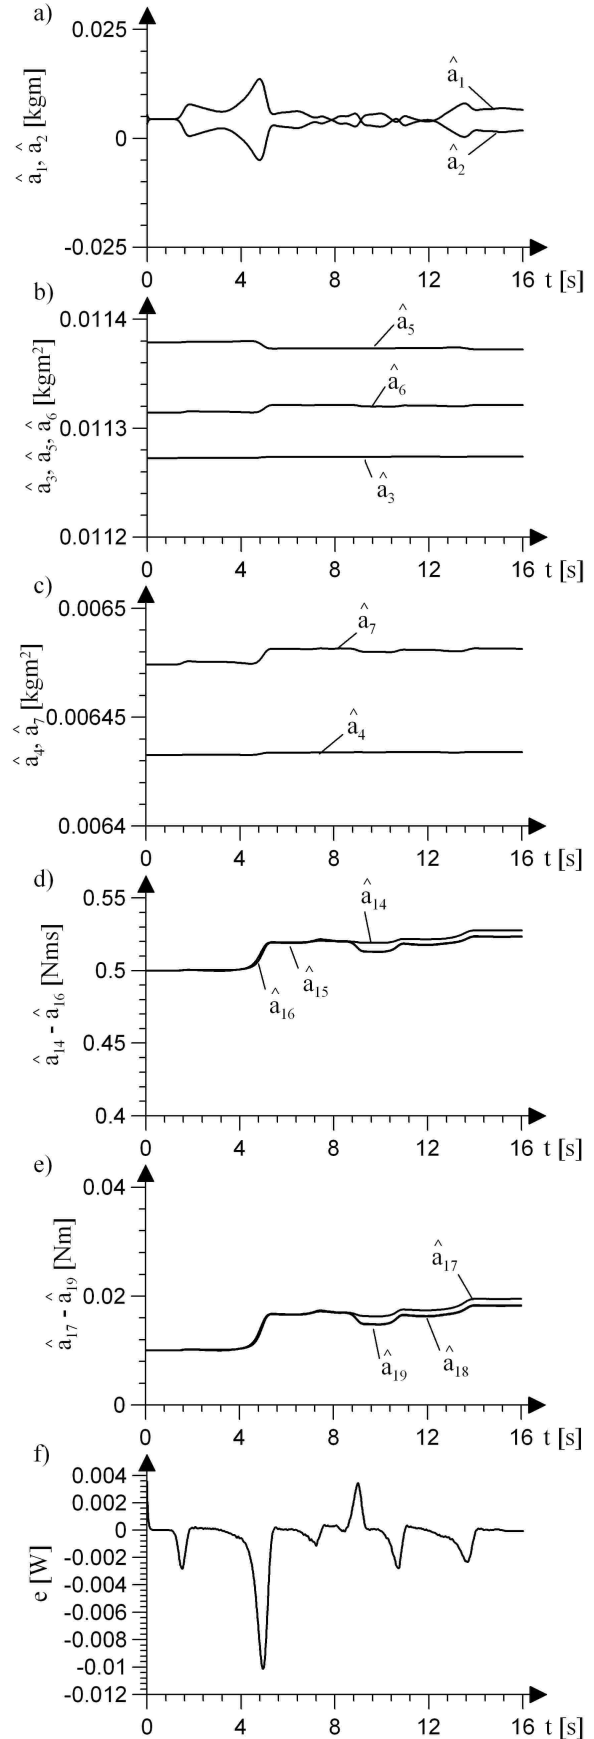 a)
0.025
0
-0.025
â₁, â₂ [kgm]
â₁
â₂
0 4 8 12 16 t [s]
b)
0.0114
0.0113
0.0112
â₃, â₅, â₆ [kgm²]
â₅
â₆
â₃
0 4 8 12 16 t [s]
c)
0.0065
0.00645
0.0064
â₄, â₇ [kgm²]
â₇
â₄
0 4 8 12 16 t [s]
d)
0.55
0.5
0.45
0.4
â₁₄ - â₁₆ [Nms]
â₁₄
â₁₅
â₁₆
0 4 8 12 16 t [s]
e)
0.04
0.02
0
â₁₇ - â₁₉ [Nm]
â₁₇
â₁₉
â₁₈
0 4 8 12 16 t [s]
f)
0.004
0.002
0
-0.002
-0.004
-0.006
-0.008
-0.01
-0.012
e [W]
0 4 8 12 16 t [s]